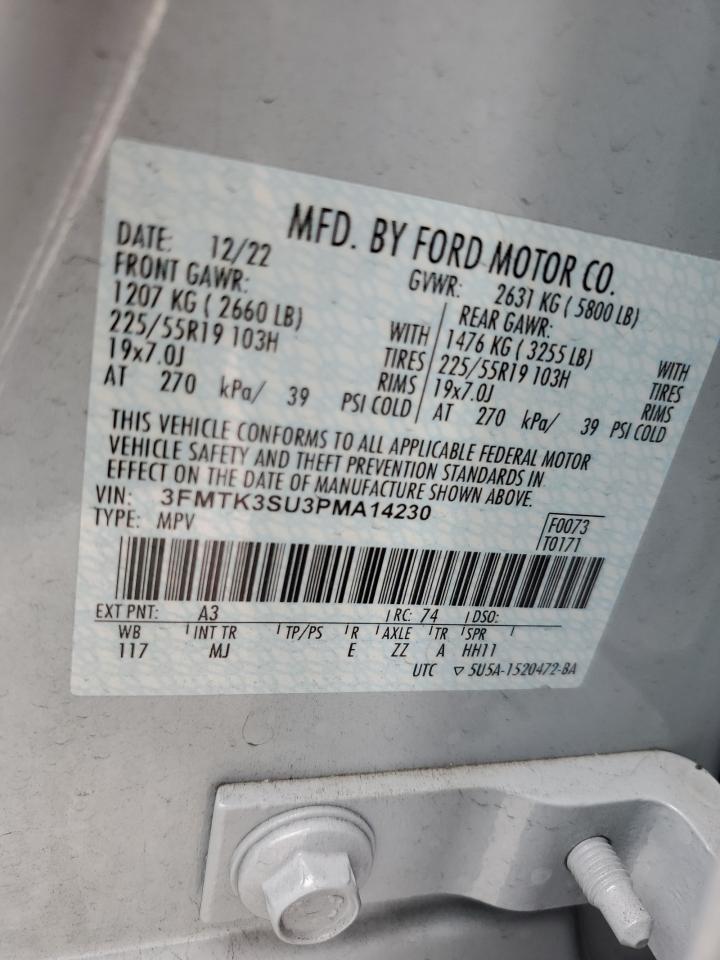 MFD. BY FORD MOTOR CO.
DATE: 12/22 GVWR: 2631 KG ( 5800 LB)
FRONT GAWR: REAR GAWR:
1207 KG ( 2660 LB) WITH 1476 KG ( 3255 LB) WITH
225/55R19 103H TIRES 225/55R19 103H TIRES
19x7.0J RIMS 19x7.0J RIMS
AT 270 kPa/ 39 PSI COLD AT 270 kPa/ 39 PSI COLD
THIS VEHICLE CONFORMS TO ALL APPLICABLE FEDERAL MOTOR
VEHICLE SAFETY AND THEFT PREVENTION STANDARDS IN
EFFECT ON THE DATE OF MANUFACTURE SHOWN ABOVE.
VIN: 3FMTK3SU3PMA14230
TYPE: MPV
F0073
T0171
EXT PNT: A3 RC: 74 DSO:
WB INT TR TP/PS R AXLE TR SPR
117 MJ E ZZ A HH11
UTC ▽ 5U5A-1520472-BA